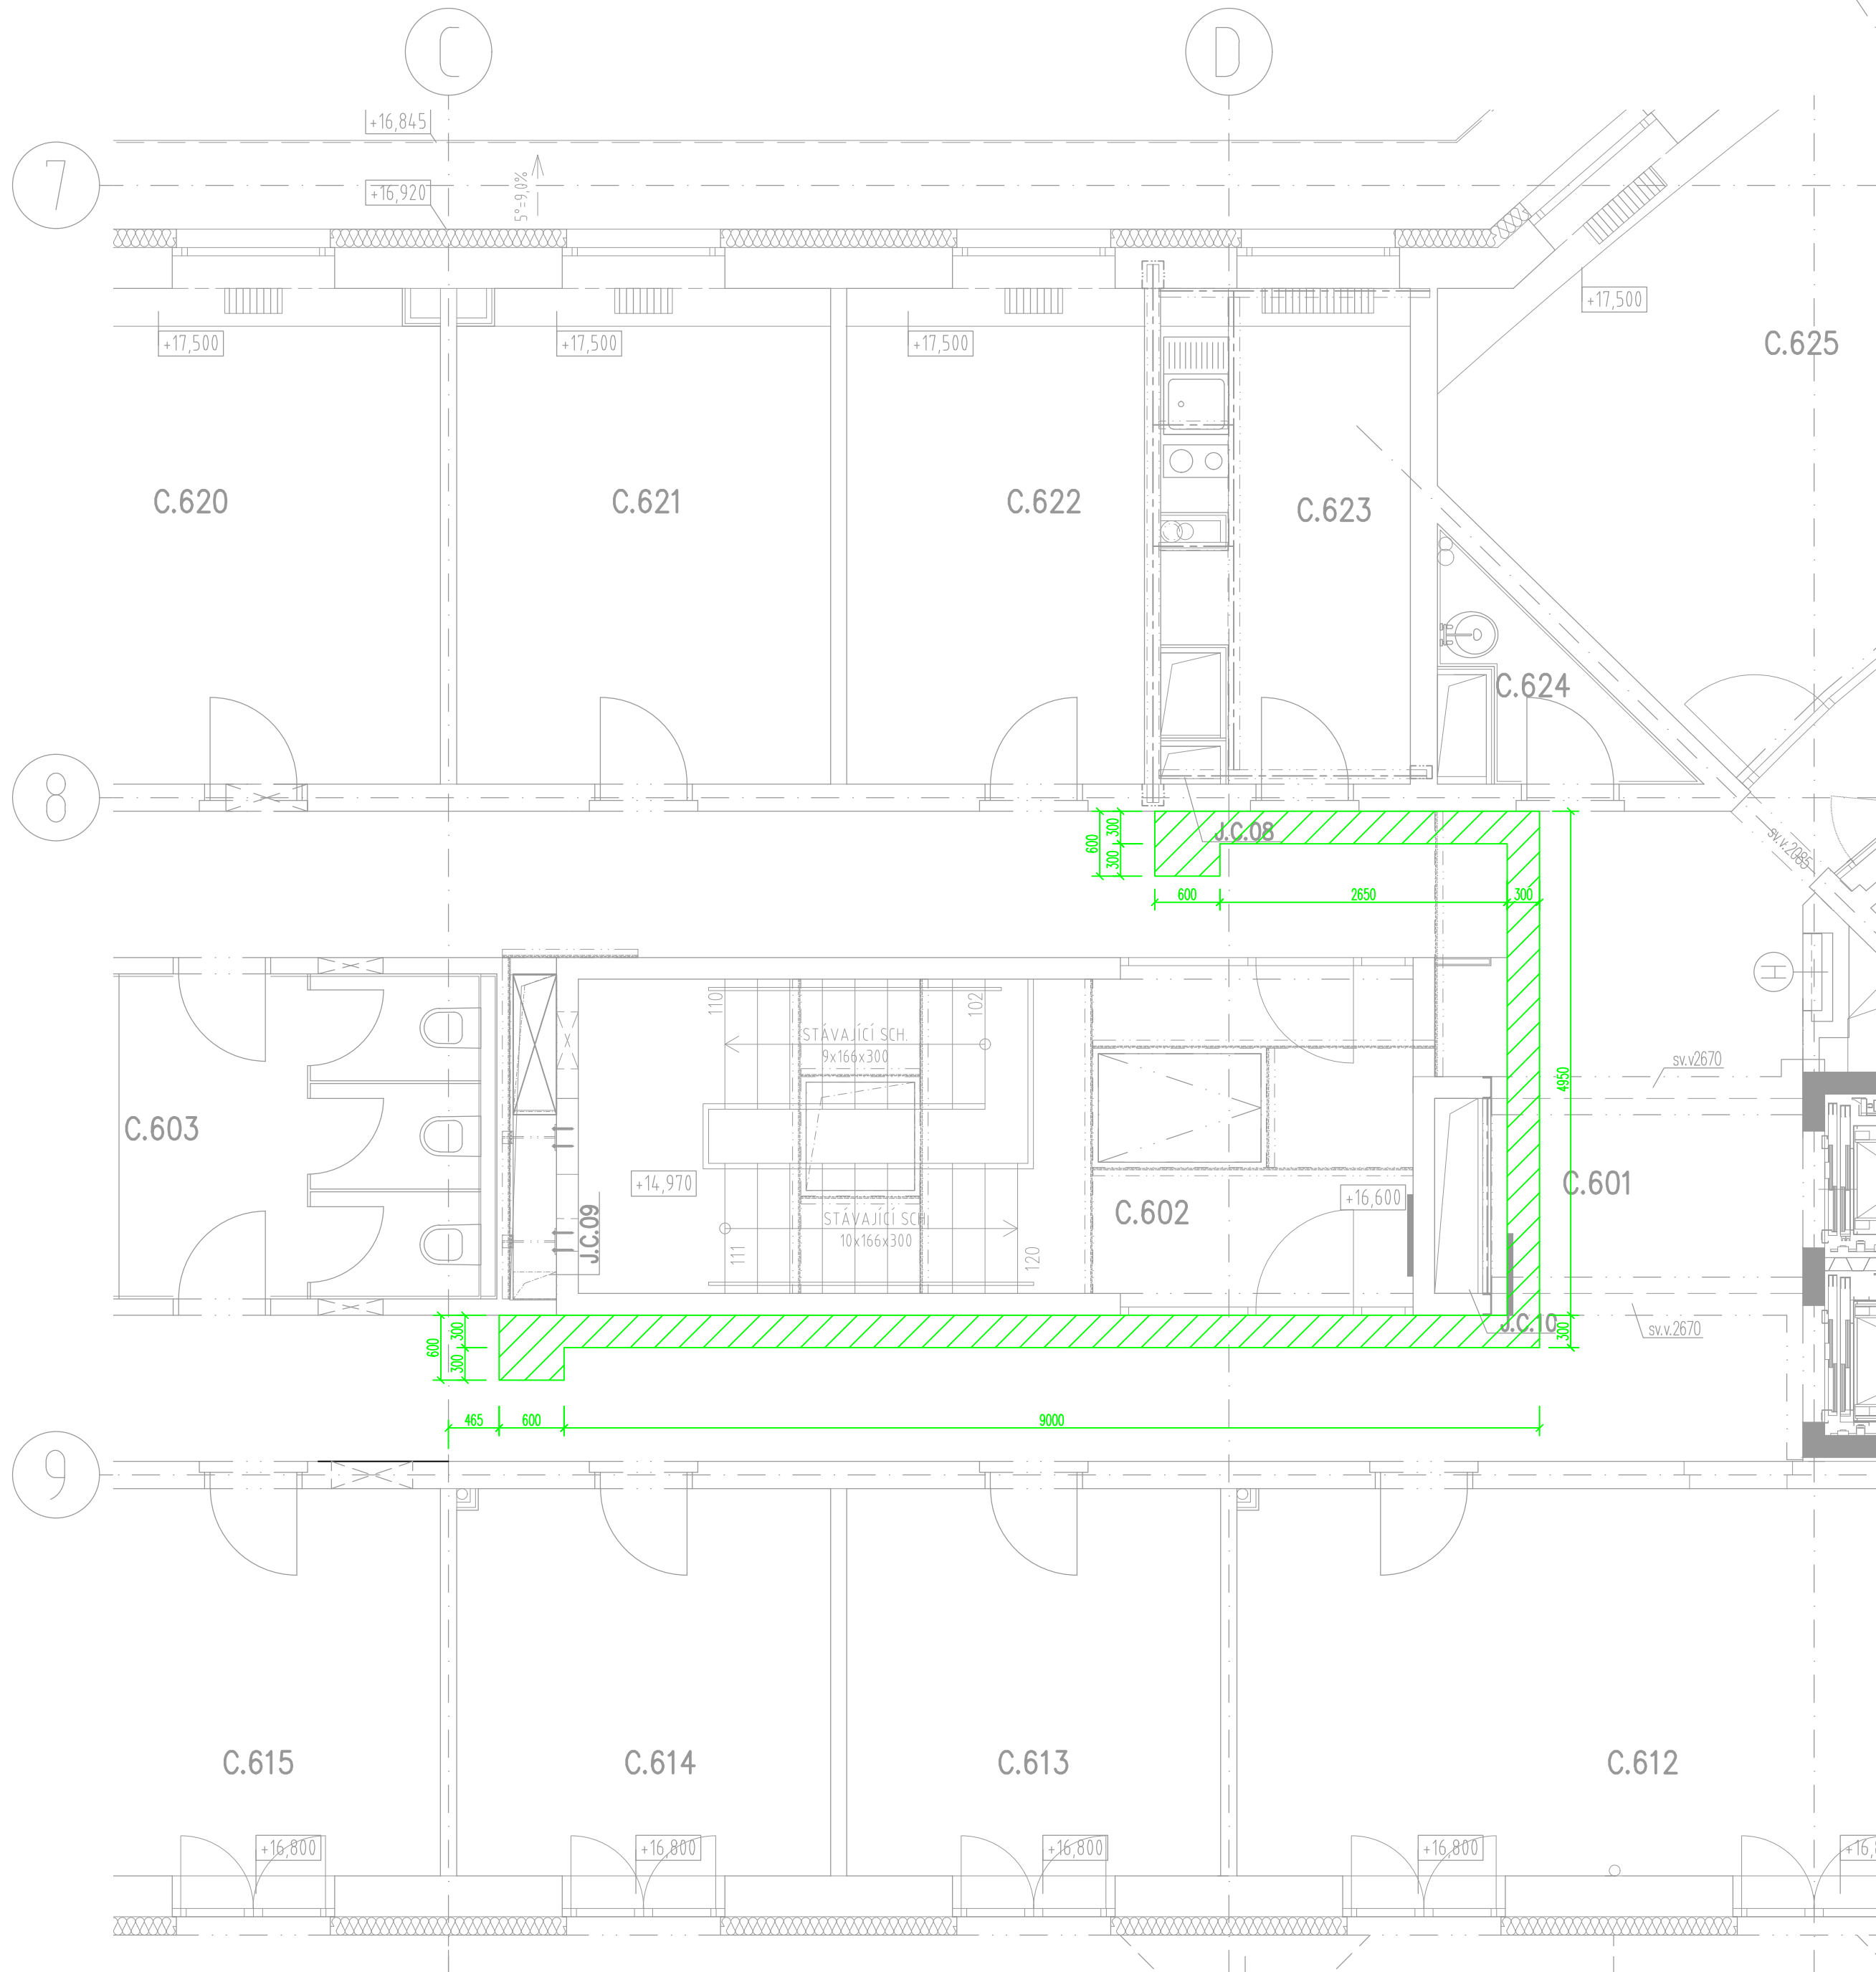 C
D
+16,845
7
+16,920
5°=9,0%
+17,500
+17,500
+17,500
+17,500
C.625
C.620
C.621
C.622
C.623
C.624
8
sv.v.2085
J.C.08
600
300
300
600
2650
300
H
110
102
STÁVAJÍCÍ SCH.
9x166x300
sv.v2670
4950
C.603
+14,970
C.602
+16,600
C.601
J.C.09
STÁVAJÍCÍ SCH.
10x166x300
111
120
J.C.10
300
sv.v.2670
600
300
300
465
600
9000
9
C.615
C.614
C.613
C.612
+16,800
+16,800
+16,800
+16,800